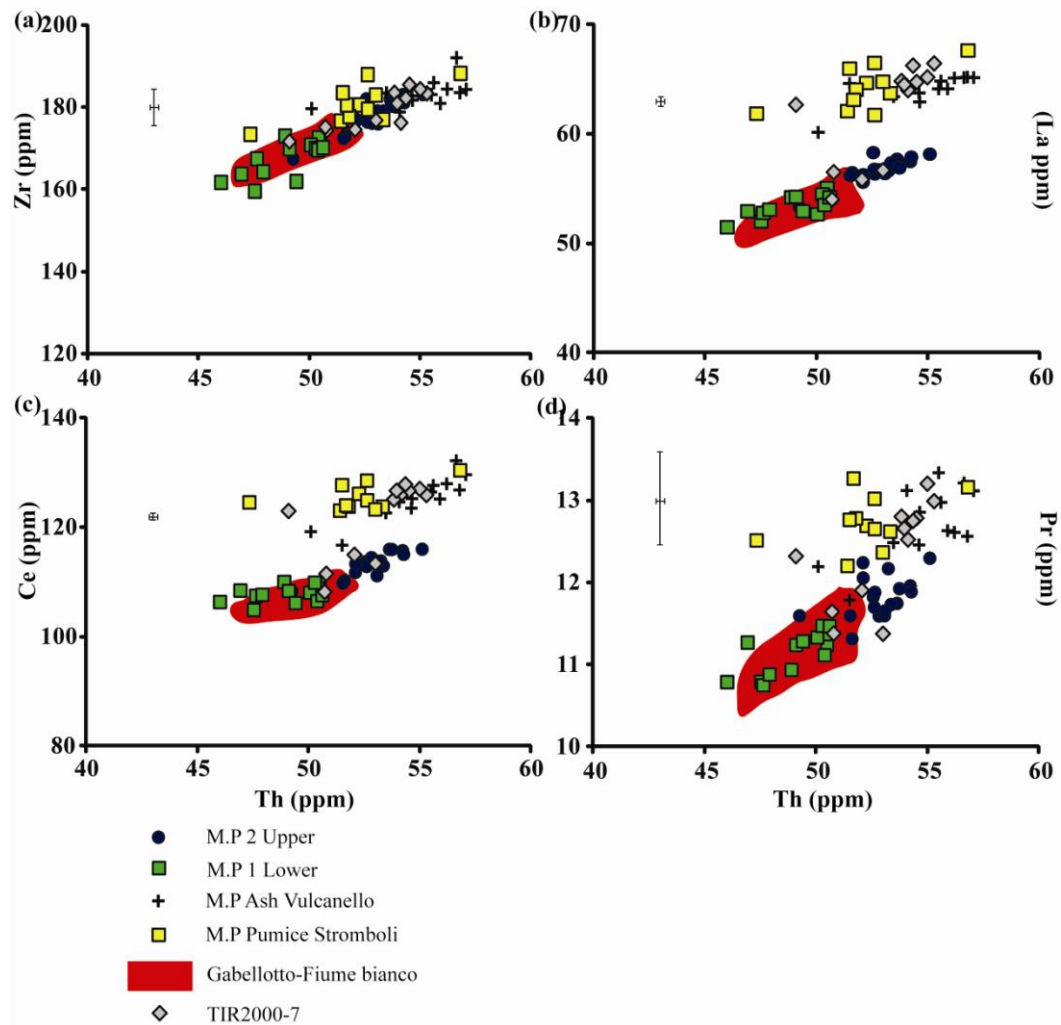 (a)
200
180
160
140
120
Zr (ppm)
40
50
60
(b)
70
60
50
40
(La ppm)
40
45
50
55
60
(c)
140
120
100
80
Ce (ppm)
40
45
50
55
60
Th (ppm)
(d)
14
13
12
11
10
Pr (ppm)
40
45
50
55
60
Th (ppm)
M.P 2 Upper
M.P 1 Lower
M.P Ash Vulcanello
M.P Pumice Stromboli
Gabellotto-Fiume bianco
TIR2000-7